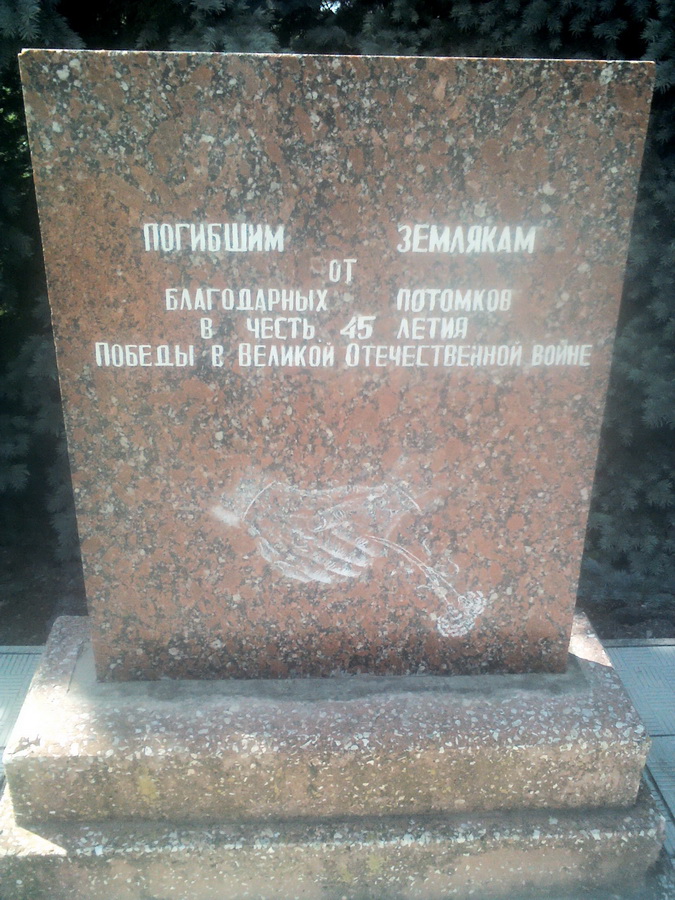 ПОГИБШИМ ЗЕМЛЯКАМ
ОТ
БЛАГОДАРНЫХ ПОТОМКОВ
В ЧЕСТЬ 45 ЛЕТИЯ
ПОБЕДЫ В ВЕЛИКОЙ ОТЕЧЕСТВЕННОЙ ВОЙНЕ